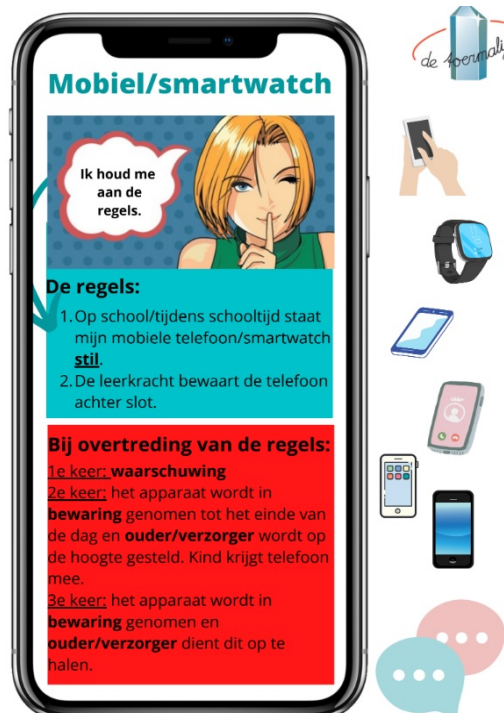 de toermalijn
Mobiel/smartwatch
Ik houd me
aan de
regels.
De regels:
1. Op school/tijdens schooltijd staat
mijn mobiele telefoon/smartwatch
stil.
2. De leerkracht bewaart de telefoon
achter slot.
Bij overtreding van de regels:
1e keer: waarschuwing
2e keer: het apparaat wordt in
bewaring genomen tot het einde van
de dag en ouder/verzorger wordt op
de hoogte gesteld. Kind krijgt telefoon
mee.
3e keer: het apparaat wordt in
bewaring genomen en
ouder/verzorger dient dit op te
halen.